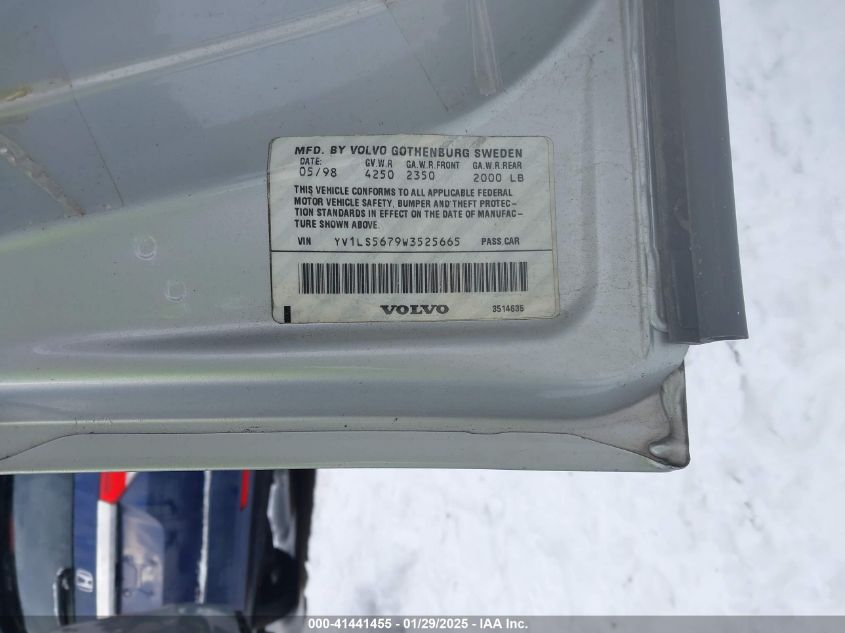 MFD. BY VOLVO GOTHENBURG SWEDEN
DATE: G.V.W.R GA.W.R.FRONT GA.W.R.REAR
05/98 4250 2350 2000 LB
THIS VEHICLE CONFORMS TO ALL APPLICABLE FEDERAL
MOTOR VEHICLE SAFETY, BUMPER AND THEFT PROTEC-
TION STANDARDS IN EFFECT ON THE DATE OF MANUFAC-
TURE SHOWN ABOVE.
VIN YV1LS5679W3525665 PASS.CAR
VOLVO 3514636
000-41441455 - 01/29/2025 - IAA Inc.